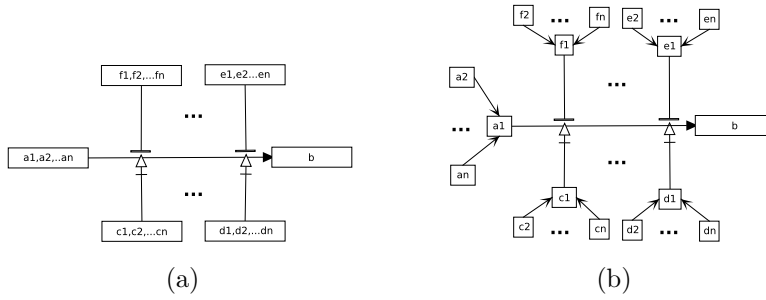 f1,f2,...fn
e1,e2...en
...
a1,a2,..an
b
...
c1,c2,...cn
d1,d2,...dn
(a)
f2
...
fn
e2
...
en
f1
e1
a2
...
...
a1
b
an
...
c1
d1
c2
...
cn
d2
...
dn
(b)